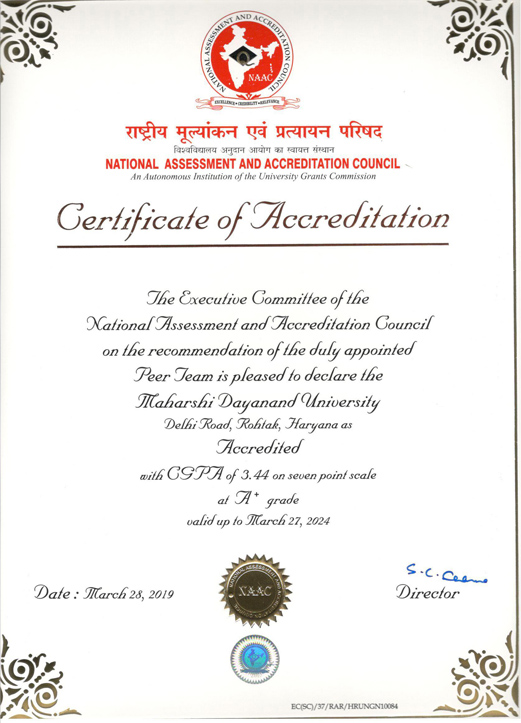 NATIONAL ASSESSMENT AND ACCREDITATION COUNCIL
NAAC
EXCELLENCE • CREDIBILITY • RELEVANCE
राष्ट्रीय मूल्यांकन एवं प्रत्यायन परिषद
विश्वविद्यालय अनुदान आयोग का स्वायत्त संस्थान
NATIONAL ASSESSMENT AND ACCREDITATION COUNCIL
An Autonomous Institution of the University Grants Commission
Certificate of Accreditation
The Executive Committee of the
National Assessment and Accreditation Council
on the recommendation of the duly appointed
Peer Team is pleased to declare the
Maharshi Dayanand University
Delhi Road, Rohtak, Haryana as
Accredited
with CGPA of 3.44 on seven point scale
at A+ grade
valid up to March 27, 2024
NAAC
Date : March 28, 2019
Director
EC(SC)/37/RAR/HRUNGN10084